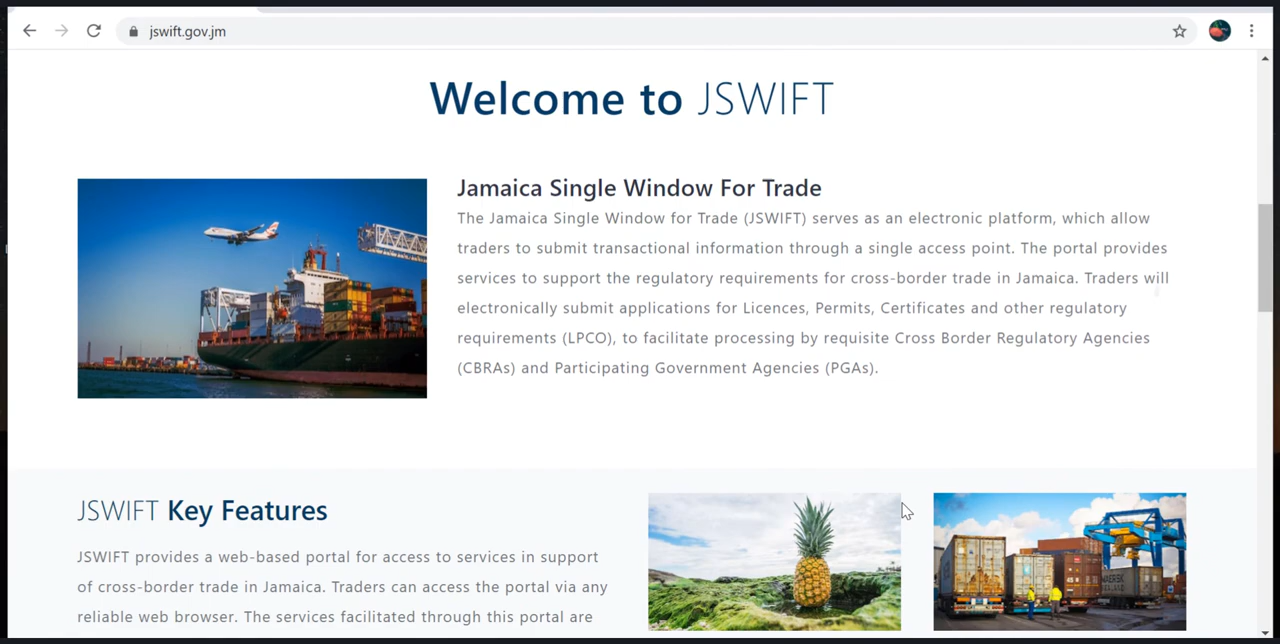 jswift.gov.jm
Welcome to JSWIFT
Jamaica Single Window For Trade
The Jamaica Single Window for Trade (JSWIFT) serves as an electronic platform, which allow
traders to submit transactional information through a single access point. The portal provides
services to support the regulatory requirements for cross-border trade in Jamaica. Traders will
electronically submit applications for Licences, Permits, Certificates and other regulatory
requirements (LPCO), to facilitate processing by requisite Cross Border Regulatory Agencies
(CBRAs) and Participating Government Agencies (PGAs).
JSWIFT Key Features
JSWIFT provides a web-based portal for access to services in support
of cross-border trade in Jamaica. Traders can access the portal via any
reliable web browser. The services facilitated through this portal are